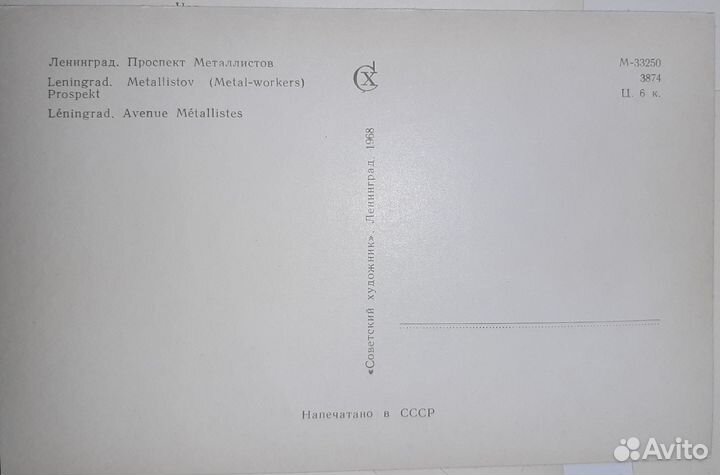 Ленинград. Проспект Металлистов
Leningrad. Metallistov (Metal-workers)
Prospekt
Léningrad. Avenue Métallistes
СХ
М-33250
3874
Ц. 6 к.
«Советский художник». Ленинград. 1968
Напечатано в СССР
Avito